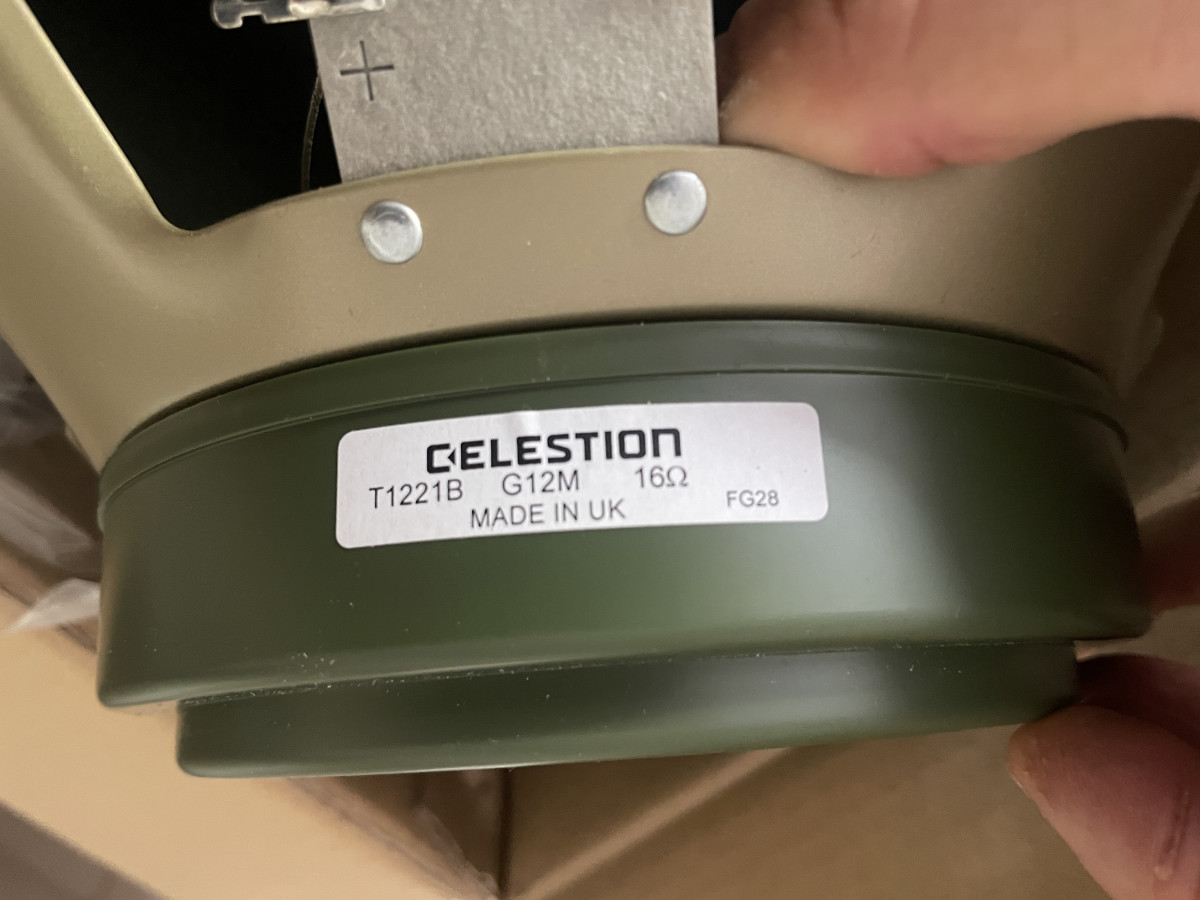 +
CELESTION
T1221B G12M 16Ω
MADE IN UK FG28